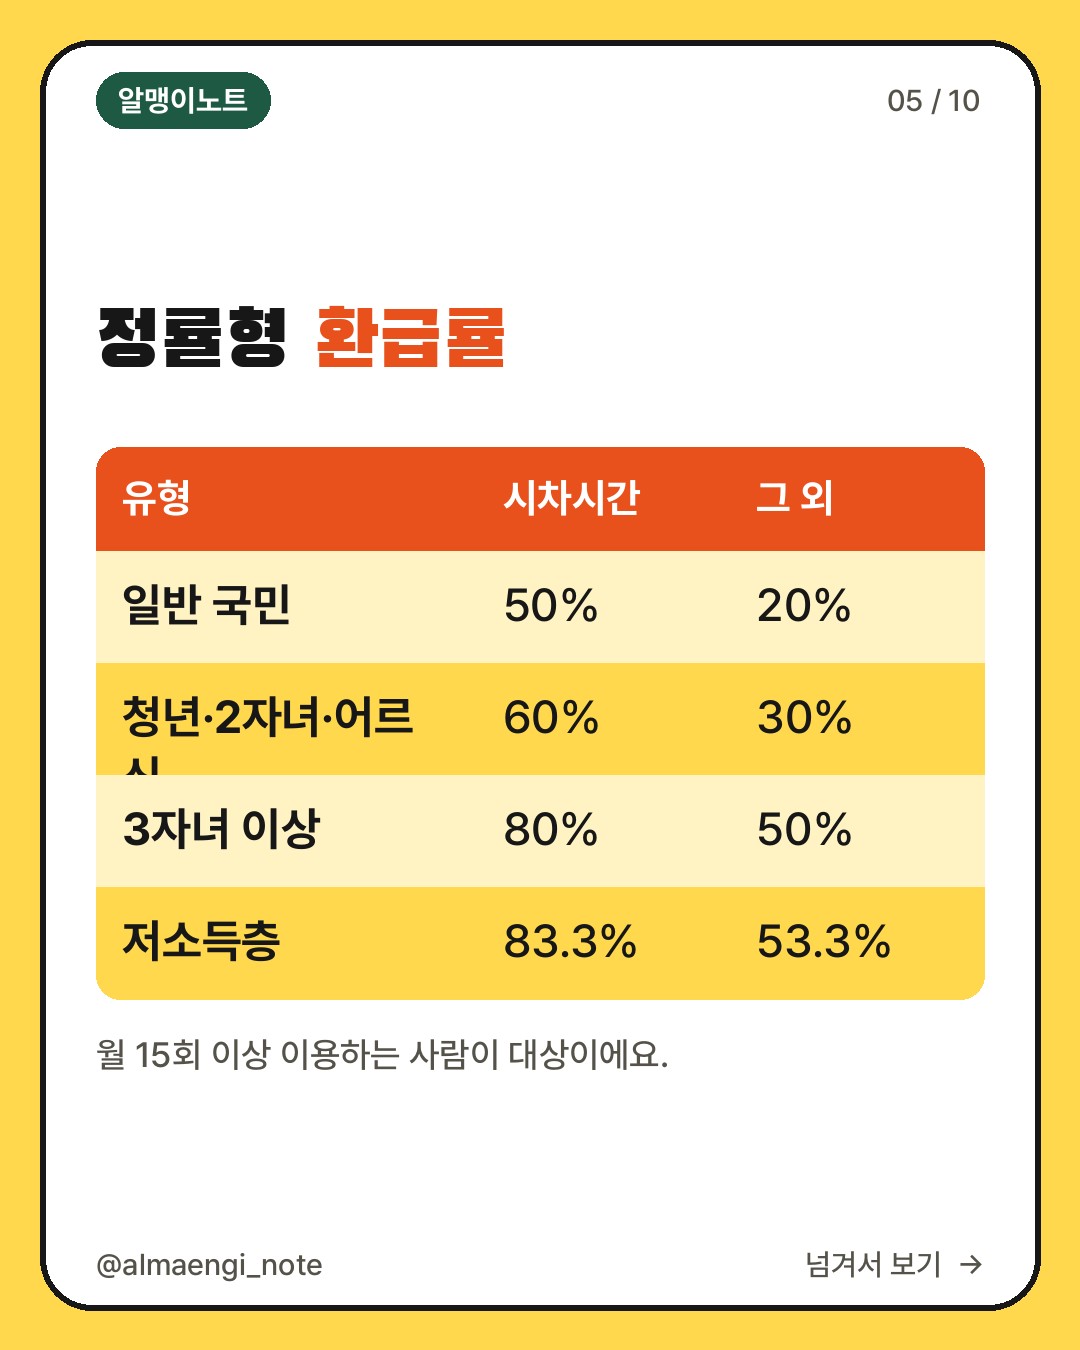 알맹이노트
05 / 10
정률형 환급률
유형 시차시간 그 외
일반 국민 50% 20%
청년·2자녀·어르 60% 30%
3자녀 이상 80% 50%
저소득층 83.3% 53.3%
월 15회 이상 이용하는 사람이 대상이에요.
@almaengi_note
넘겨서 보기 →